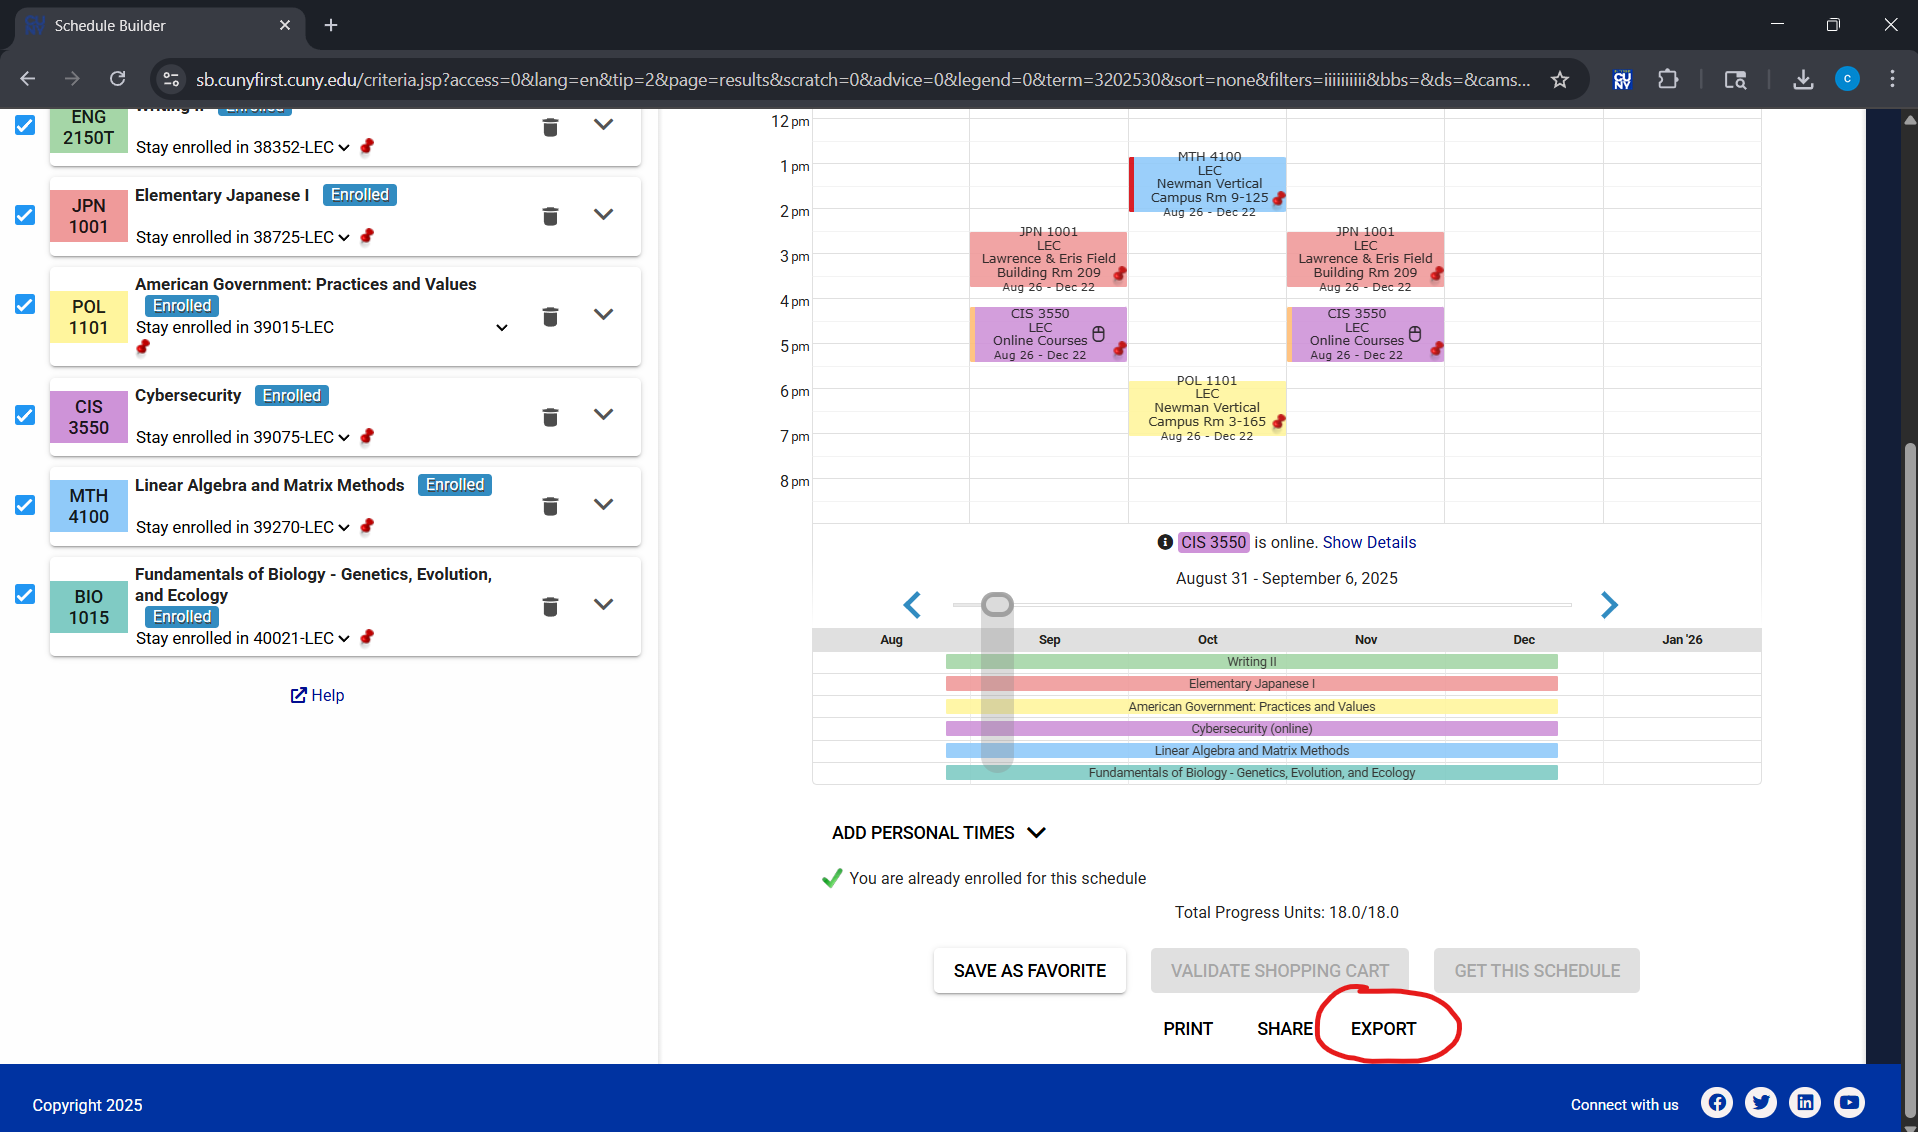 Schedule Builder
sb.cunyfirst.cuny.edu/criteria.jsp?access=0&lang=en&tip=2&page=results&scratch=0&advice=0&legend=0&term=3202530&sort=none&filters=iiiiiiiiii&bbs=&ds=&cams...
CU
NY
C
ENG
2150T
Writing II Enrolled
Stay enrolled in 38352-LEC
JPN
1001
Elementary Japanese I Enrolled
Stay enrolled in 38725-LEC
POL
1101
American Government: Practices and Values
Enrolled
Stay enrolled in 39015-LEC
CIS
3550
Cybersecurity Enrolled
Stay enrolled in 39075-LEC
MTH
4100
Linear Algebra and Matrix Methods Enrolled
Stay enrolled in 39270-LEC
BIO
1015
Fundamentals of Biology - Genetics, Evolution,
and Ecology
Enrolled
Stay enrolled in 40021-LEC
Help
12 pm
1 pm
2 pm
3 pm
4 pm
5 pm
6 pm
7 pm
8 pm
MTH 4100
LEC
Newman Vertical
Campus Rm 9-125
Aug 26 - Dec 22
JPN 1001
LEC
Lawrence & Eris Field
Building Rm 209
Aug 26 - Dec 22
JPN 1001
LEC
Lawrence & Eris Field
Building Rm 209
Aug 26 - Dec 22
CIS 3550
LEC
Online Courses
Aug 26 - Dec 22
CIS 3550
LEC
Online Courses
Aug 26 - Dec 22
POL 1101
LEC
Newman Vertical
Campus Rm 3-165
Aug 26 - Dec 22
CIS 3550 is online. Show Details
August 31 - September 6, 2025
Aug Sep Oct Nov Dec Jan '26
Writing II
Elementary Japanese I
American Government: Practices and Values
Cybersecurity (online)
Linear Algebra and Matrix Methods
Fundamentals of Biology - Genetics, Evolution, and Ecology
ADD PERSONAL TIMES
You are already enrolled for this schedule
Total Progress Units: 18.0/18.0
SAVE AS FAVORITE VALIDATE SHOPPING CART GET THIS SCHEDULE
PRINT SHARE EXPORT
Copyright 2025
Connect with us